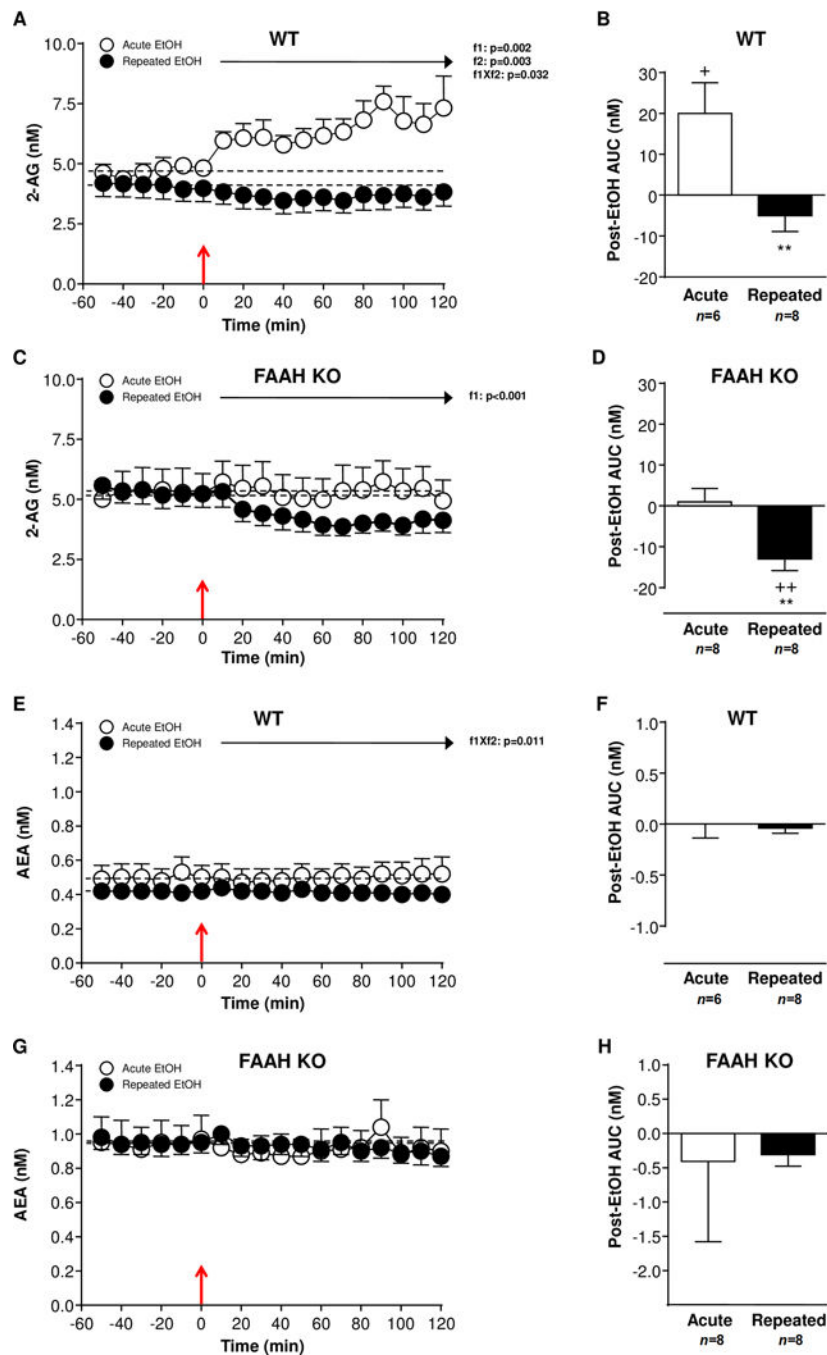 A
WT
Acute EtOH
Repeated EtOH
f1: p=0.002
f2: p=0.003
f1Xf2: p=0.032
10.0
7.5
5.0
2.5
0.0
2-AG (nM)
-60 -40 -20 0 20 40 60 80 100 120
Time (min)
B
WT
30
20
10
0
-10
-20
Post-EtOH AUC (nM)
+
**
Acute Repeated
n=6 n=8
C
FAAH KO
Acute EtOH
Repeated EtOH
f1: p<0.001
10.0
7.5
5.0
2.5
0.0
2-AG (nM)
-60 -40 -20 0 20 40 60 80 100 120
Time (min)
D
FAAH KO
30
20
10
0
-10
-20
Post-EtOH AUC (nM)
++
**
Acute Repeated
n=8 n=8
E
WT
Acute EtOH
Repeated EtOH
f1Xf2: p=0.011
1.4
1.2
1.0
0.8
0.6
0.4
0.2
0.0
AEA (nM)
-60 -40 -20 0 20 40 60 80 100 120
Time (min)
F
WT
1.0
0.5
0.0
-0.5
-1.0
Post-EtOH AUC (nM)
Acute Repeated
n=6 n=8
G
FAAH KO
Acute EtOH
Repeated EtOH
1.4
1.2
1.0
0.8
0.6
0.4
0.2
0.0
AEA (nM)
-60 -40 -20 0 20 40 60 80 100 120
Time (min)
H
FAAH KO
1.0
0.5
0.0
-0.5
-1.0
-1.5
-2.0
Post-EtOH AUC (nM)
Acute Repeated
n=8 n=8